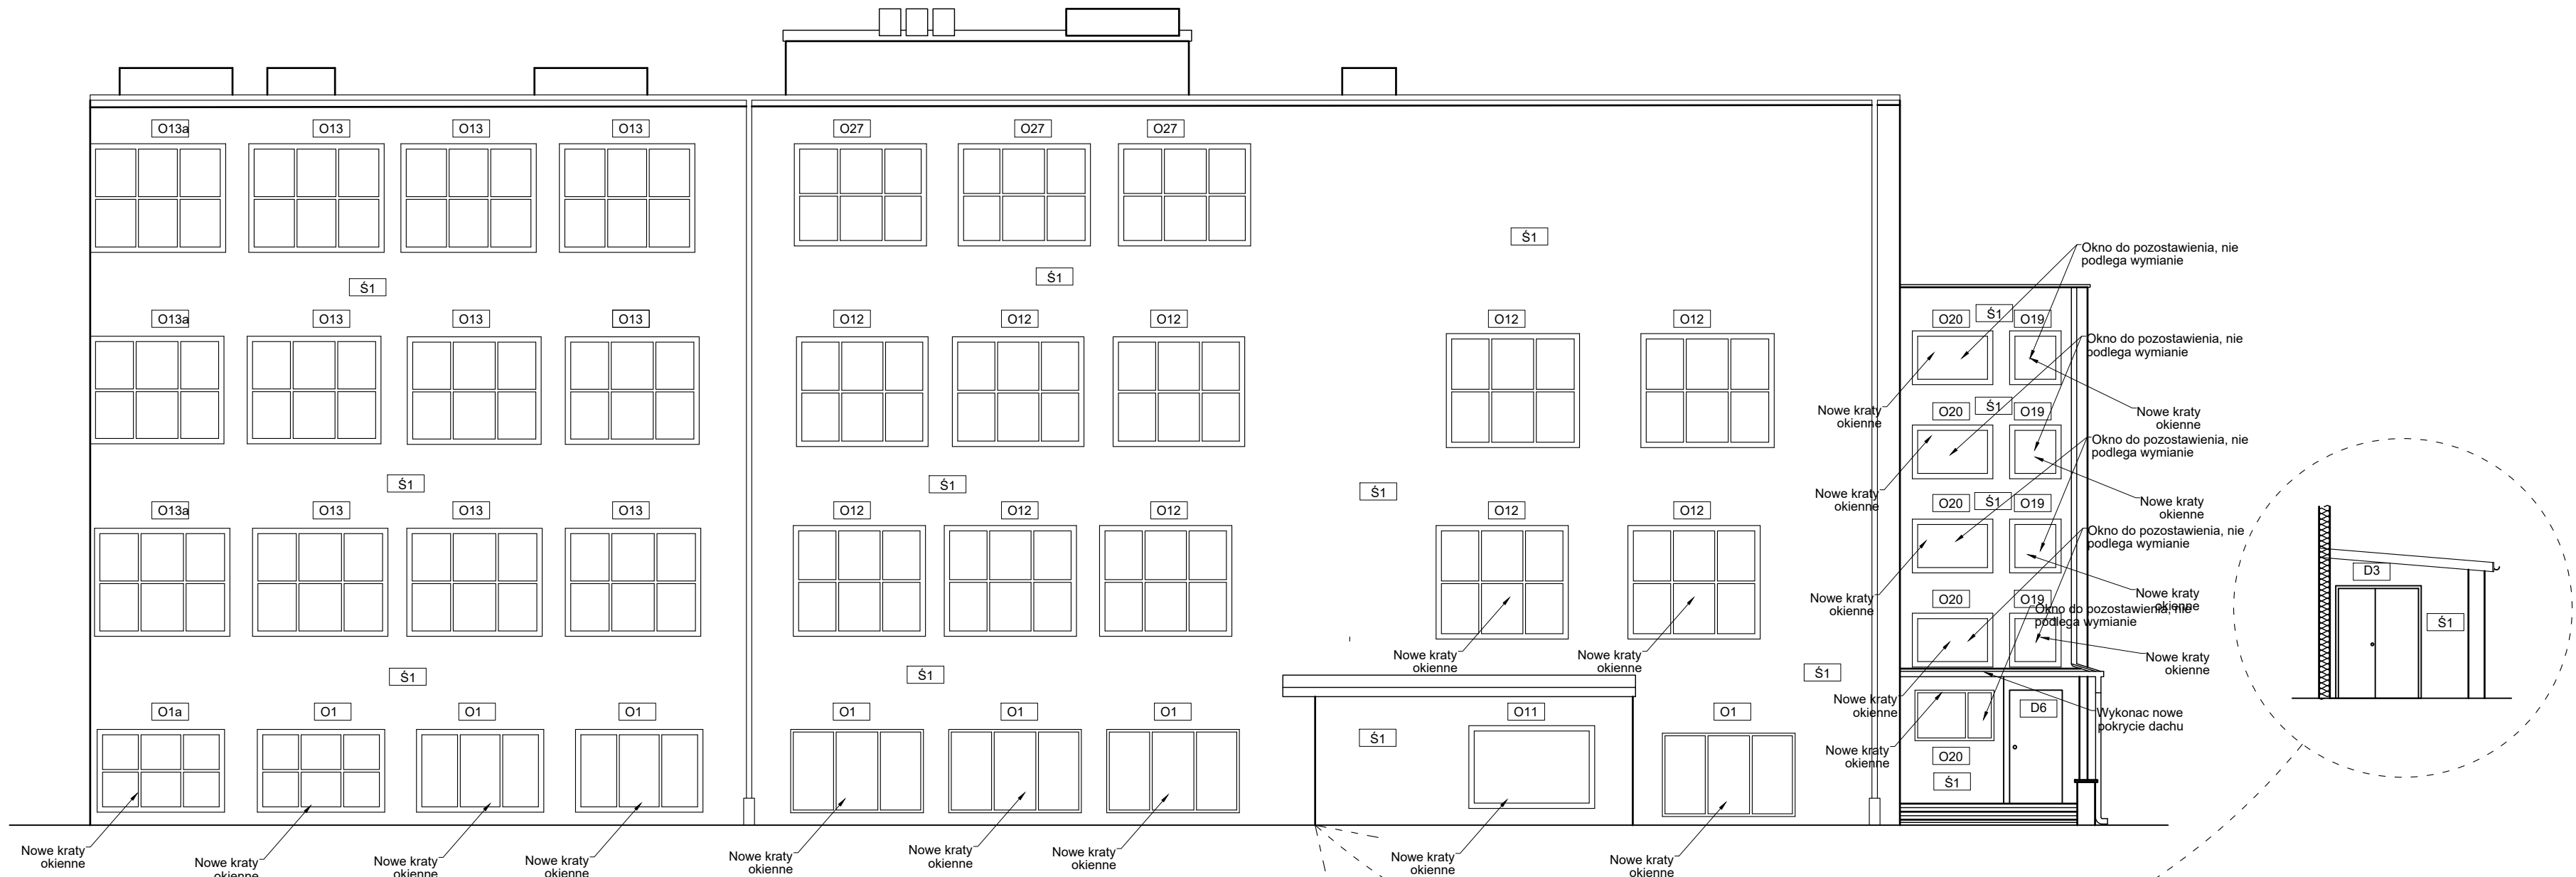 O13a
O13
O13
O13
O27
O27
O27
Ś1
Okno do pozostawienia, nie
podlega wymianie
Ś1
Ś1
O13a
O13
O13
O13
O12
O12
O12
O12
O12
O20
Ś1
O19
Okno do pozostawienia, nie
podlega wymianie
Nowe kraty
okienne
O20
Ś1
O19
Nowe kraty
okienne
Okno do pozostawienia, nie
podlega wymianie
Ś1
Ś1
Ś1
Nowe kraty
okienne
O13a
O13
O13
O13
O12
O12
O12
O12
O12
O20
Ś1
O19
Nowe kraty
okienne
Okno do pozostawienia, nie
podlega wymianie
D3
Nowe kraty
okienne
O20
O19
Nowe kraty
okienne
Okno do pozostawienia, nie
podlega wymianie
Ś1
Nowe kraty
okienne
Nowe kraty
okienne
Nowe kraty
okienne
Ś1
Ś1
Ś1
Nowe kraty
okienne
O1a
O1
O1
O1
O1
O1
O1
O11
O1
D6
Wykonac nowe
pokrycie dachu
Ś1
Nowe kraty
okienne
O20
Ś1
Nowe kraty
okienne
Nowe kraty
okienne
Nowe kraty
okienne
Nowe kraty
okienne
Nowe kraty
okienne
Nowe kraty
okienne
Nowe kraty
okienne
Nowe kraty
okienne
Nowe kraty
okienne